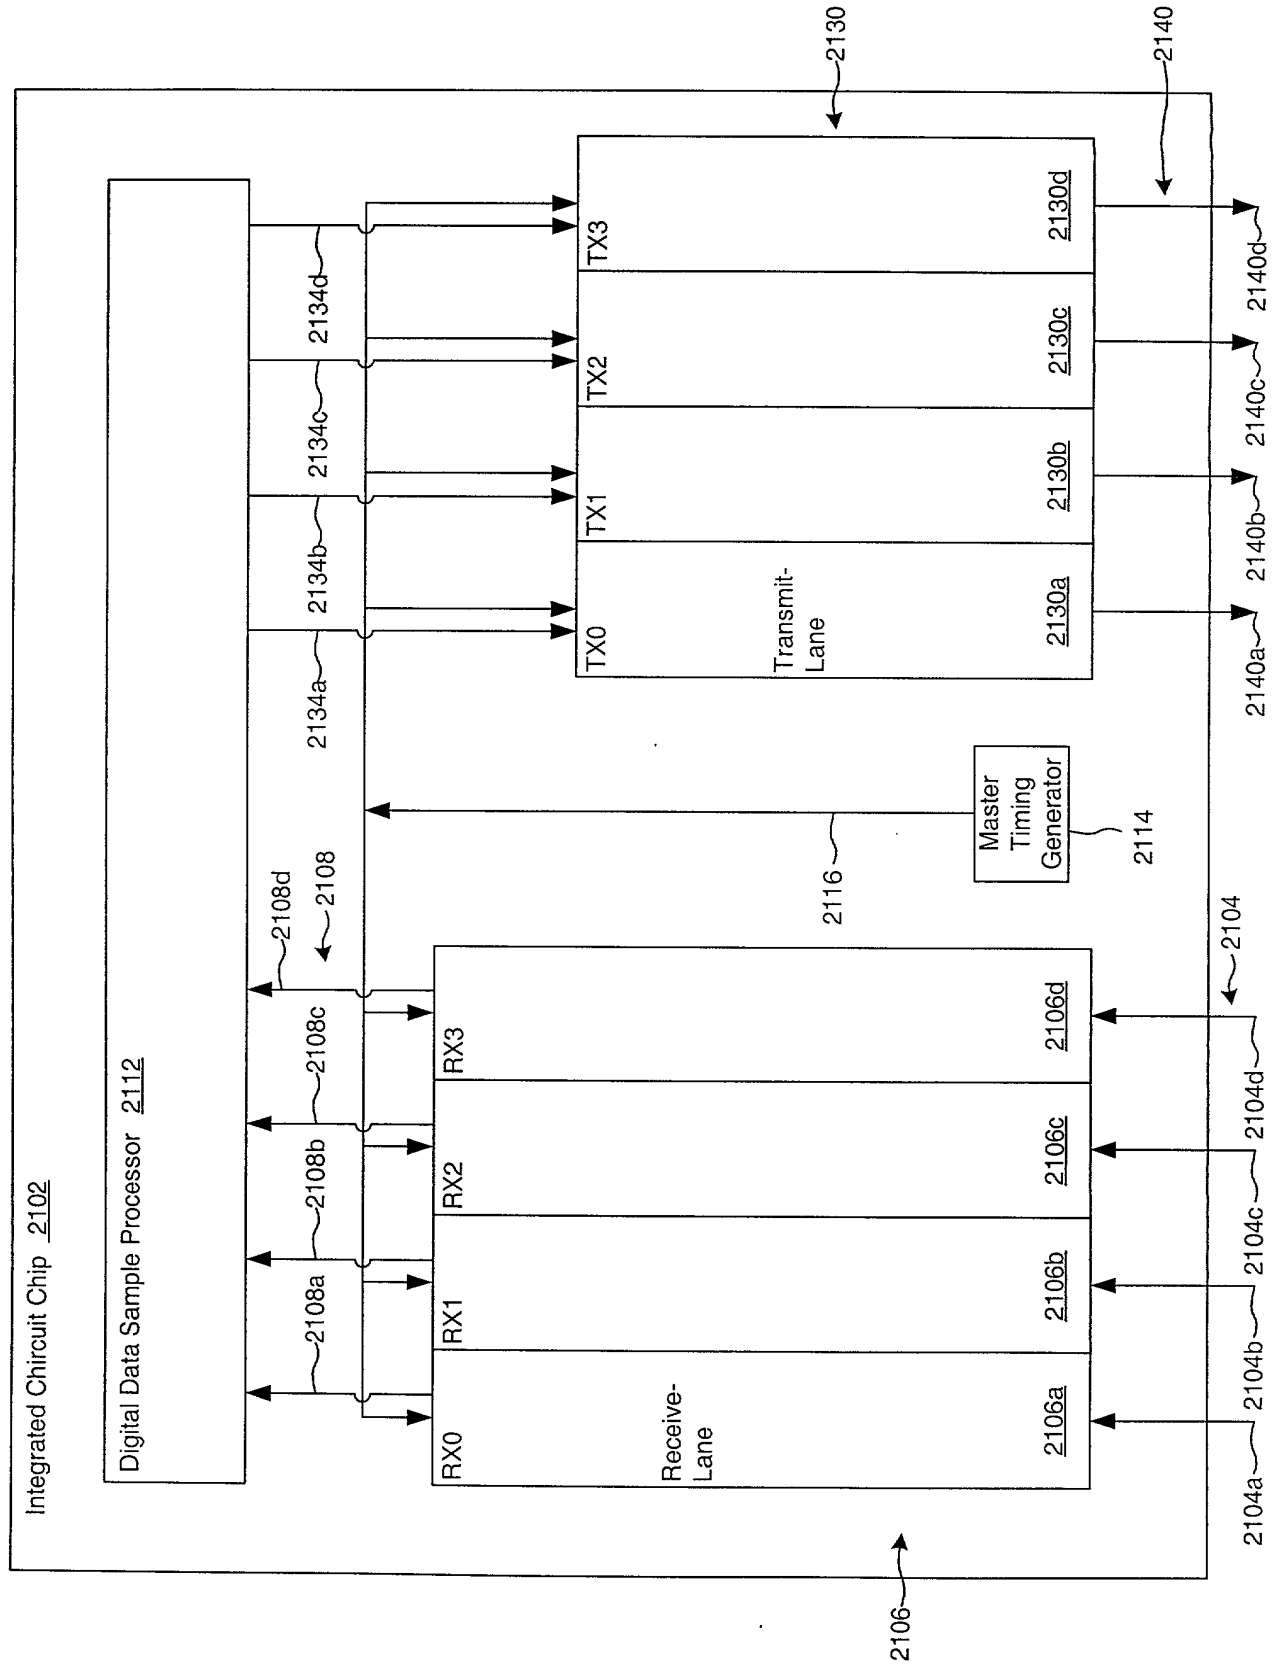 Integrated Chircuit Chip 2102
Digital Data Sample Processor 2112
2108a
2108b
2108c
2108d
2108
2134a
2134b
2134c
2134d
RX0
RX1
RX2
RX3
Receive-
Lane
2106a
2106b
2106c
2106d
2106
2116
Master
Timing
Generator
2114
TX0
TX1
TX2
TX3
Transmit-
Lane
2130a
2130b
2130c
2130d
2130
2140
2104a
2104b
2104c
2104d
2104
2140a
2140b
2140c
2140d